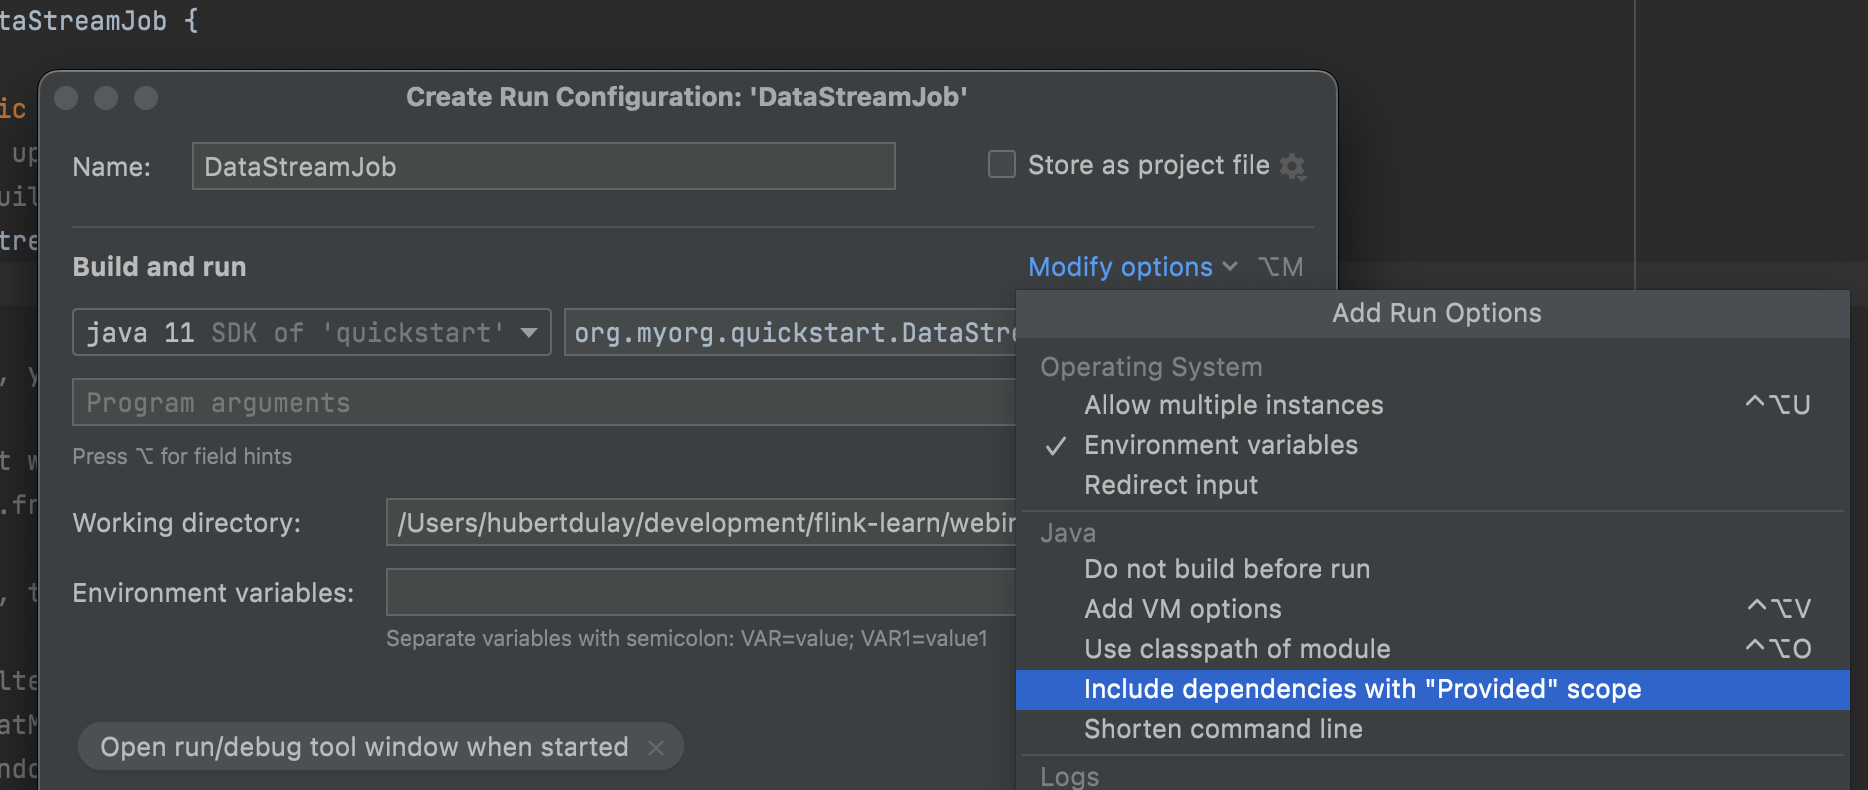 taStreamJob {
Create Run Configuration: 'DataStreamJob'
ic
Name: DataStreamJob Store as project file
up
uil
tre
Build and run Modify options ⌥M
Add Run Options
java 11 SDK of 'quickstart' org.myorg.quickstart.DataStre
Operating System
, y
Program arguments
Allow multiple instances ^⌥U
Press ⌥ for field hints
✓ Environment variables
t w
Redirect input
.fr
Working directory: /Users/hubertdulay/development/flink-learn/webin
Java
Do not build before run
, t
Environment variables:
Add VM options ^⌥V
Separate variables with semicolon: VAR=value; VAR1=value1
Use classpath of module ^⌥O
lte
Include dependencies with "Provided" scope
atM
Shorten command line
Open run/debug tool window when started ×
ndo
Logs